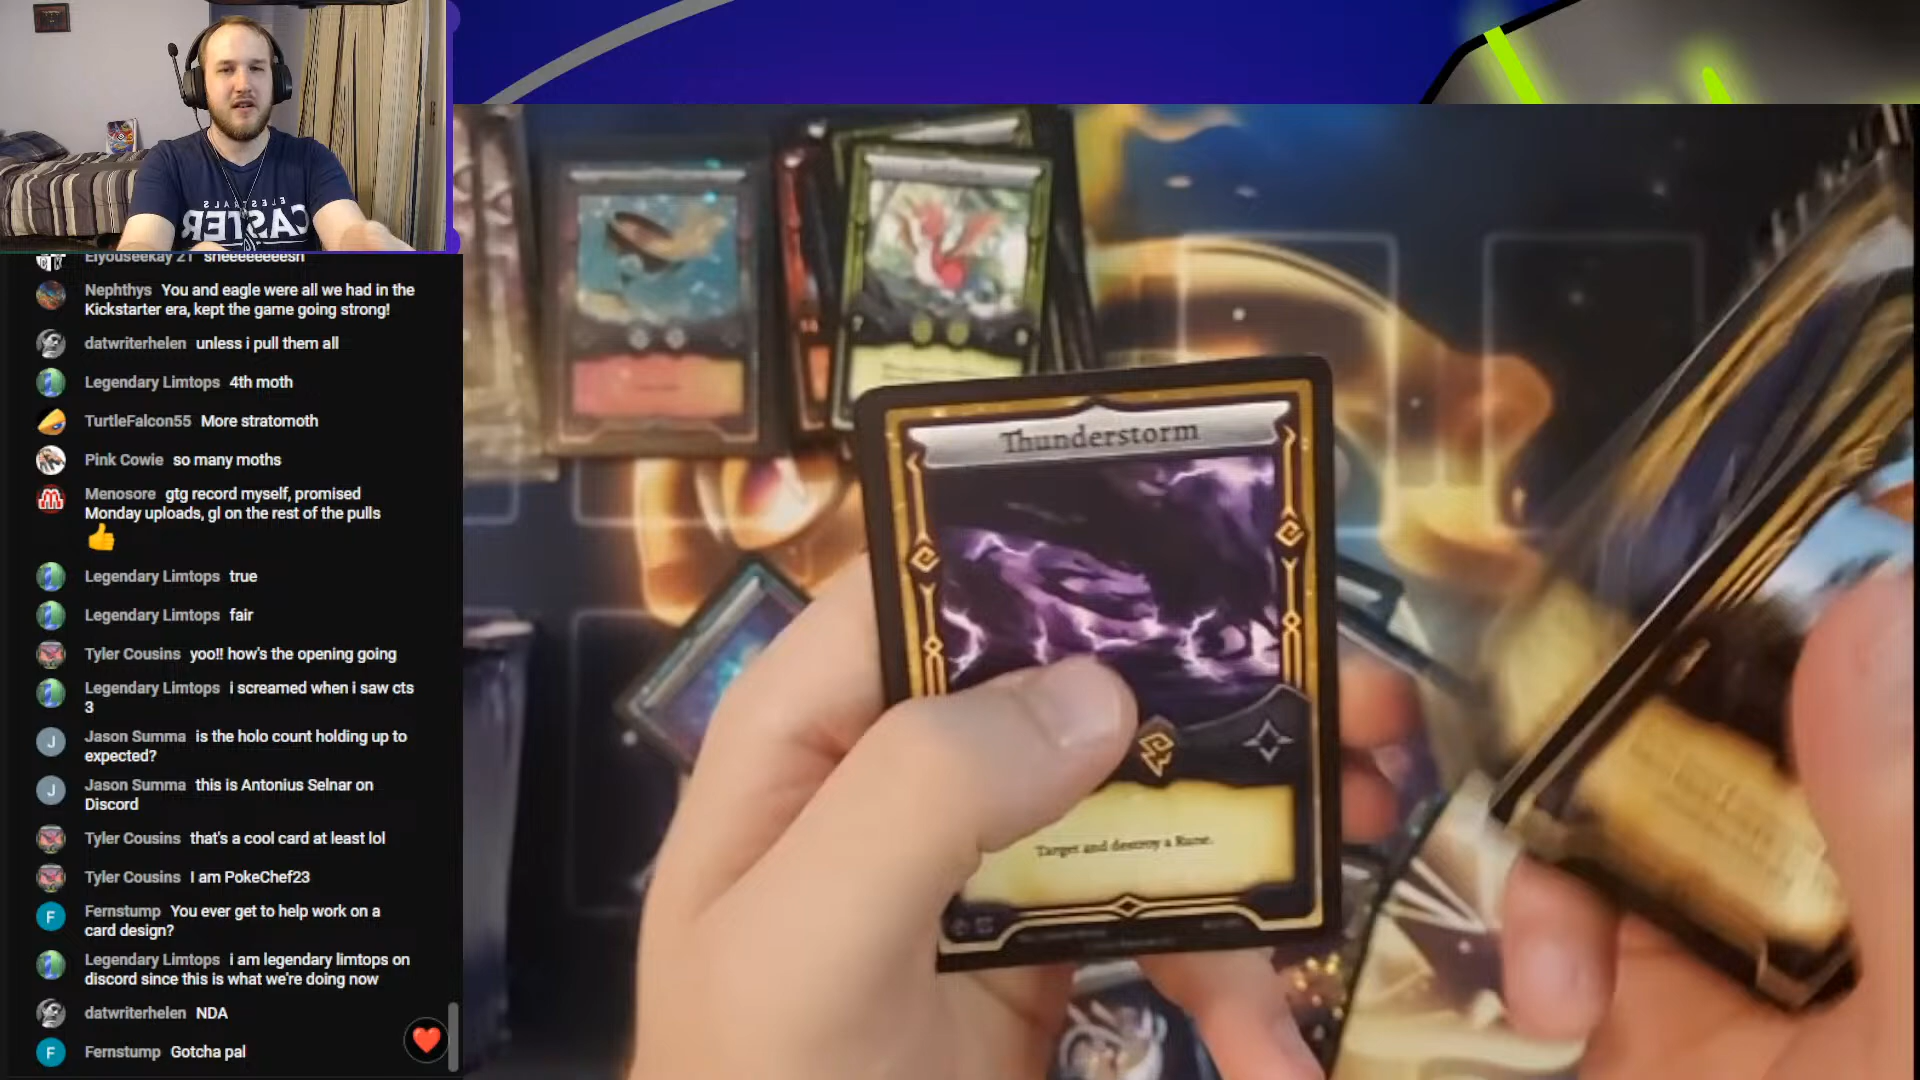 ELESTRALS
CASTER
Elyouseekay 21 sheeeeeeesh
Nephthys You and eagle were all we had in the
Kickstarter era, kept the game going strong!
datwriterhelen unless i pull them all
Legendary Limtops 4th moth
TurtleFalcon55 More stratomoth
Pink Cowie so many moths
Menosore gtg record myself, promised
Monday uploads, gl on the rest of the pulls
👍
Legendary Limtops true
Legendary Limtops fair
Tyler Cousins yoo!! how's the opening going
Legendary Limtops i screamed when i saw cts
3
J
Jason Summa is the holo count holding up to
expected?
J
Jason Summa this is Antonius Selnar on
Discord
Tyler Cousins that's a cool card at least lol
Tyler Cousins I am PokeChef23
F
Fernstump You ever get to help work on a
card design?
Legendary Limtops i am legendary limtops on
discord since this is what we're doing now
datwriterhelen NDA
F
Fernstump Gotcha pal
Thunderstorm
Target and destroy a Rune.